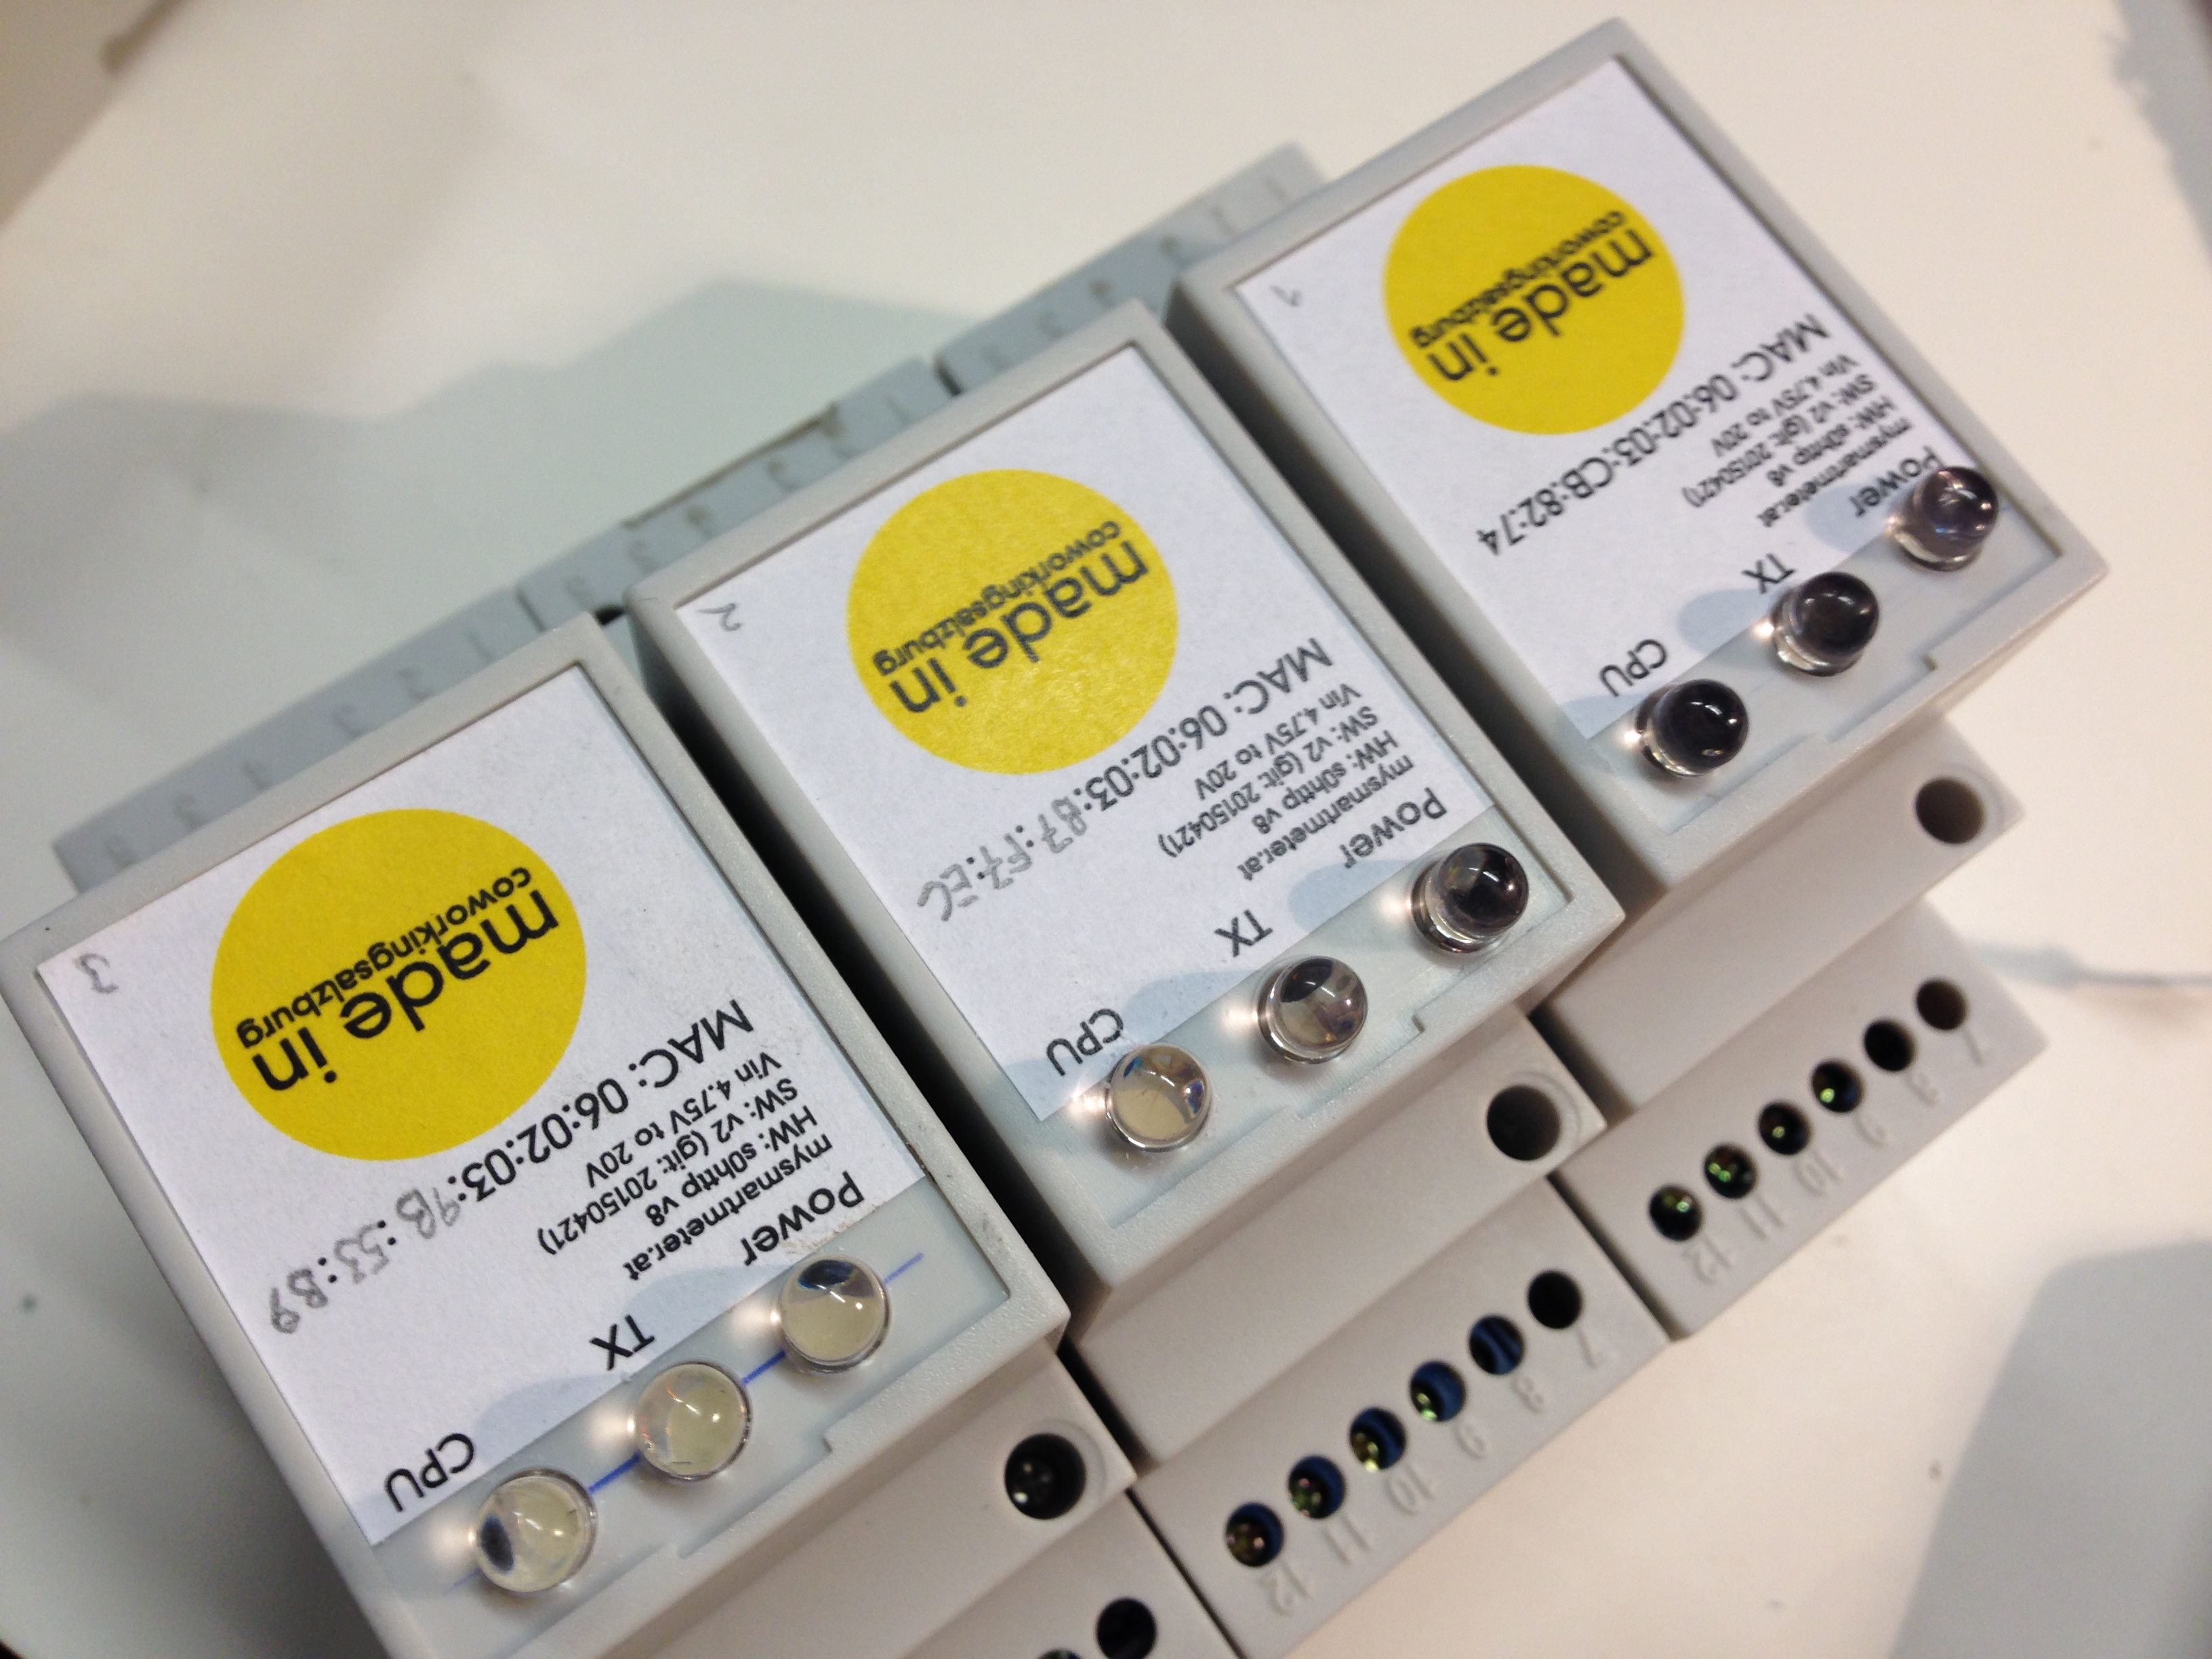 Power TX CPU
mysmartmeter.at
HW: s0http v8
SW: v2 (git: 20150421)
Vin 4.75V to 20V
MAC: 06:02:03:CB:82:74
made in
coworkingsalzburg
1
7 8 9 10 11 12
Power TX CPU
mysmartmeter.at
HW: s0http v8
SW: v2 (git: 20150421)
Vin 4.75V to 20V
MAC: 06:02:03:B7:F7:EC
made in
coworkingsalzburg
2
7 8 9 10 11 12
Power TX CPU
mysmartmeter.at
HW: s0http v8
SW: v2 (git: 20150421)
Vin 4.75V to 20V
MAC: 06:02:03:9B:53:B9
made in
coworkingsalzburg
3